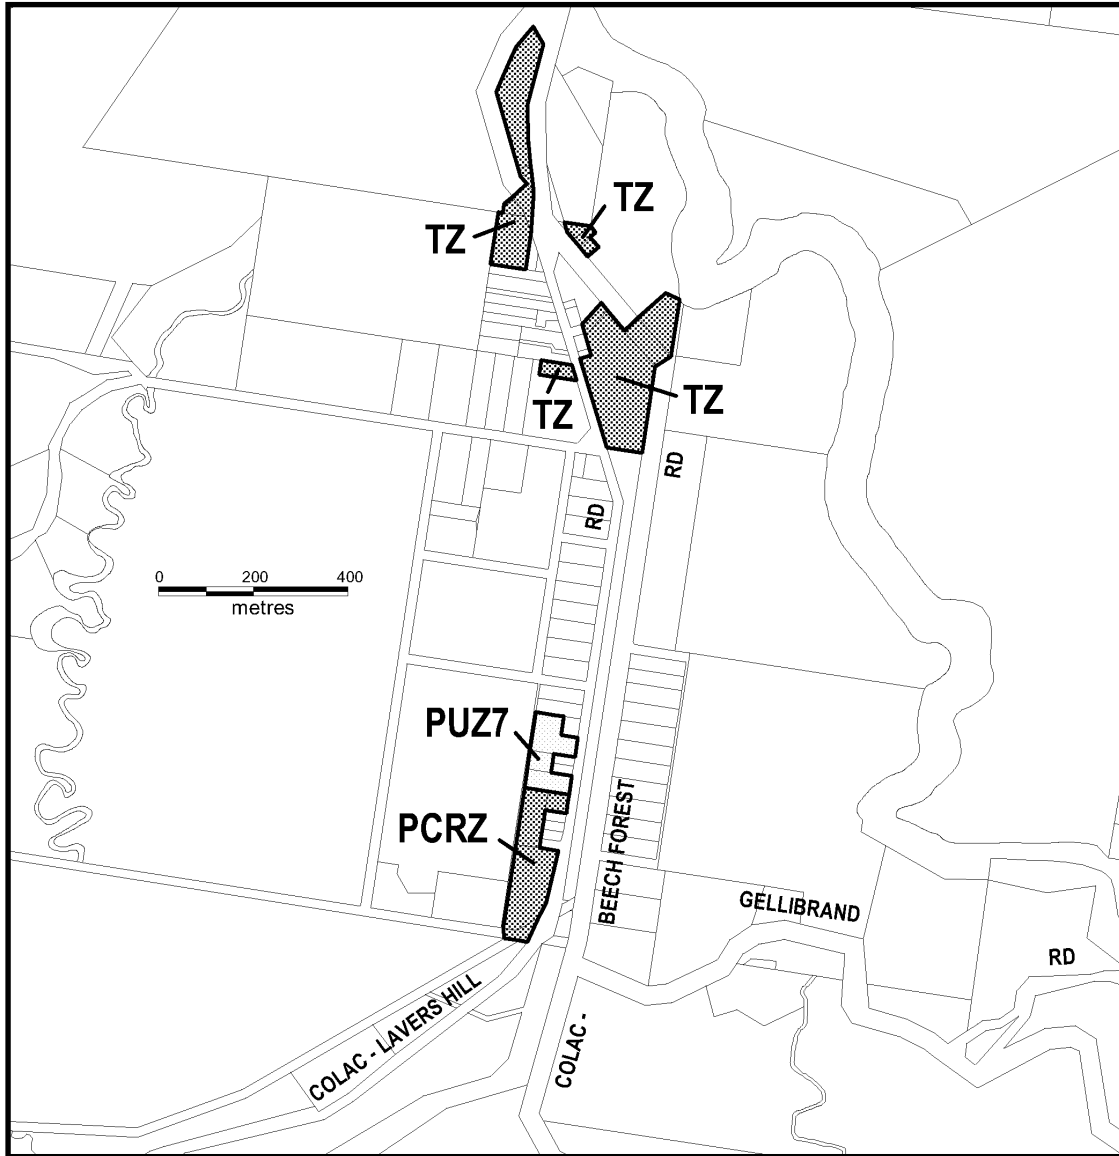 TZ
TZ
TZ
TZ
RD
RD
0 200 400
metres
PUZ7
PCRZ
BEECH FOREST
GELLIBRAND
RD
COLAC - LAVERS HILL
COLAC -